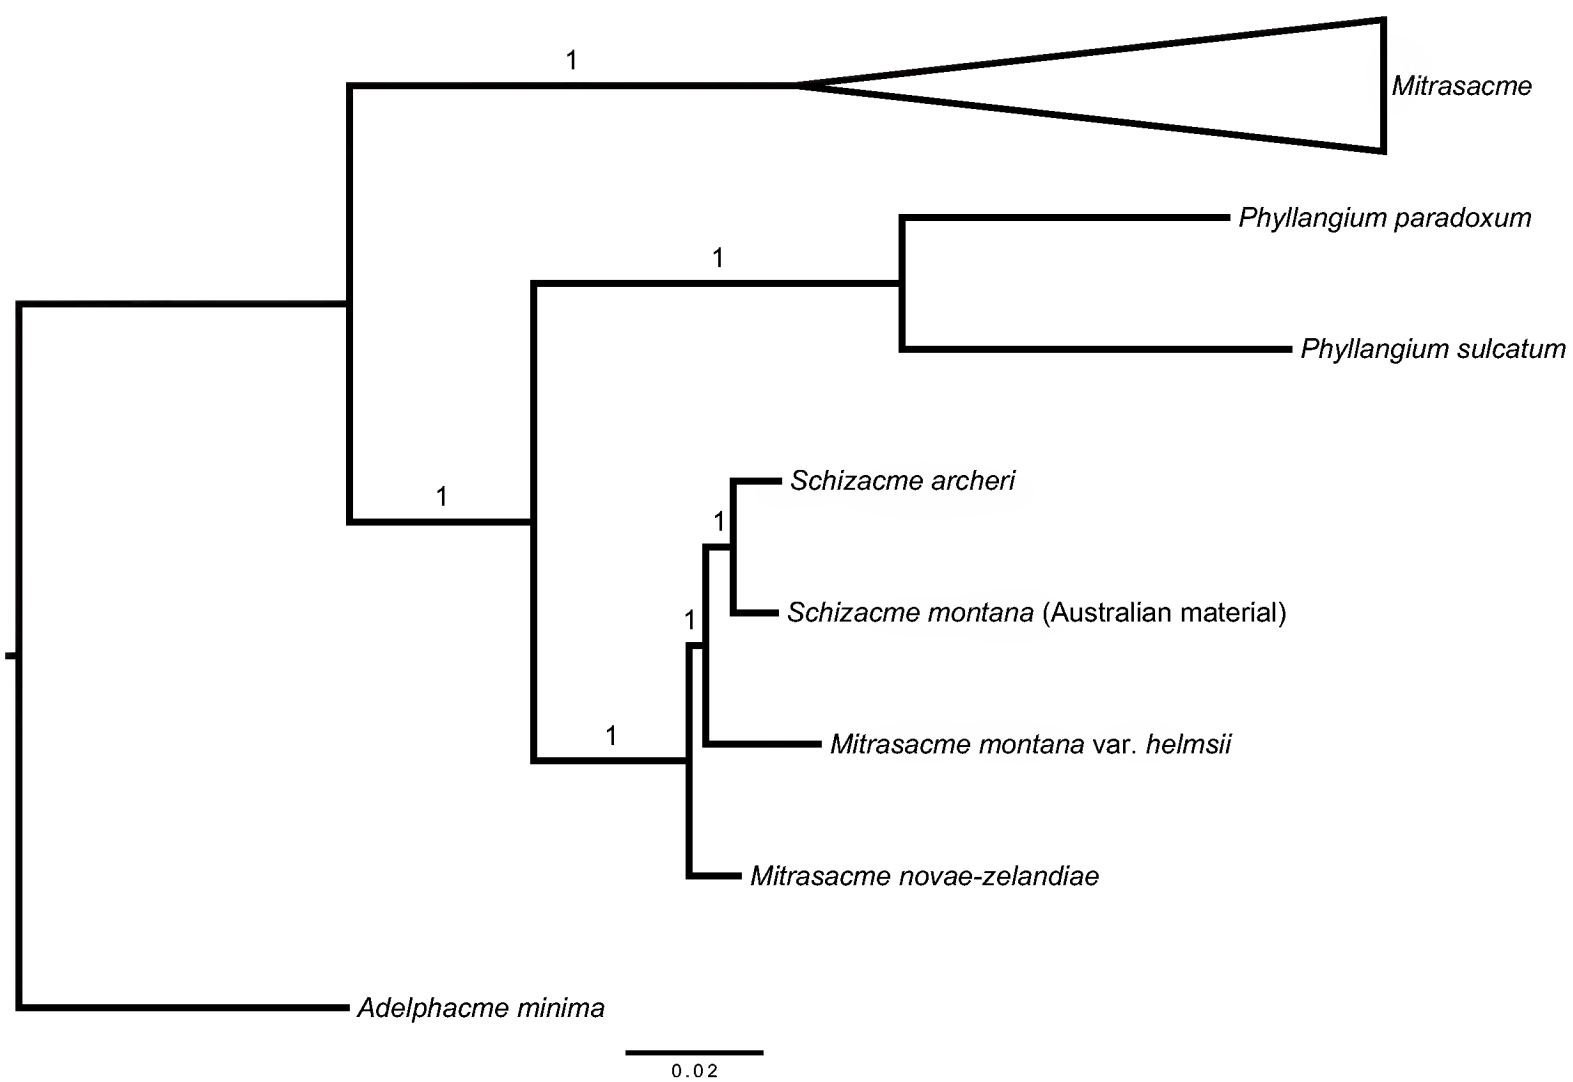 1
Mitrasacme
Phyllangium paradoxum
1
Phyllangium sulcatum
Schizacme archeri
1
1
Schizacme montana (Australian material)
1
1
Mitrasacme montana var. helmsii
Mitrasacme novae-zelandiae
Adelphacme minima
0.02